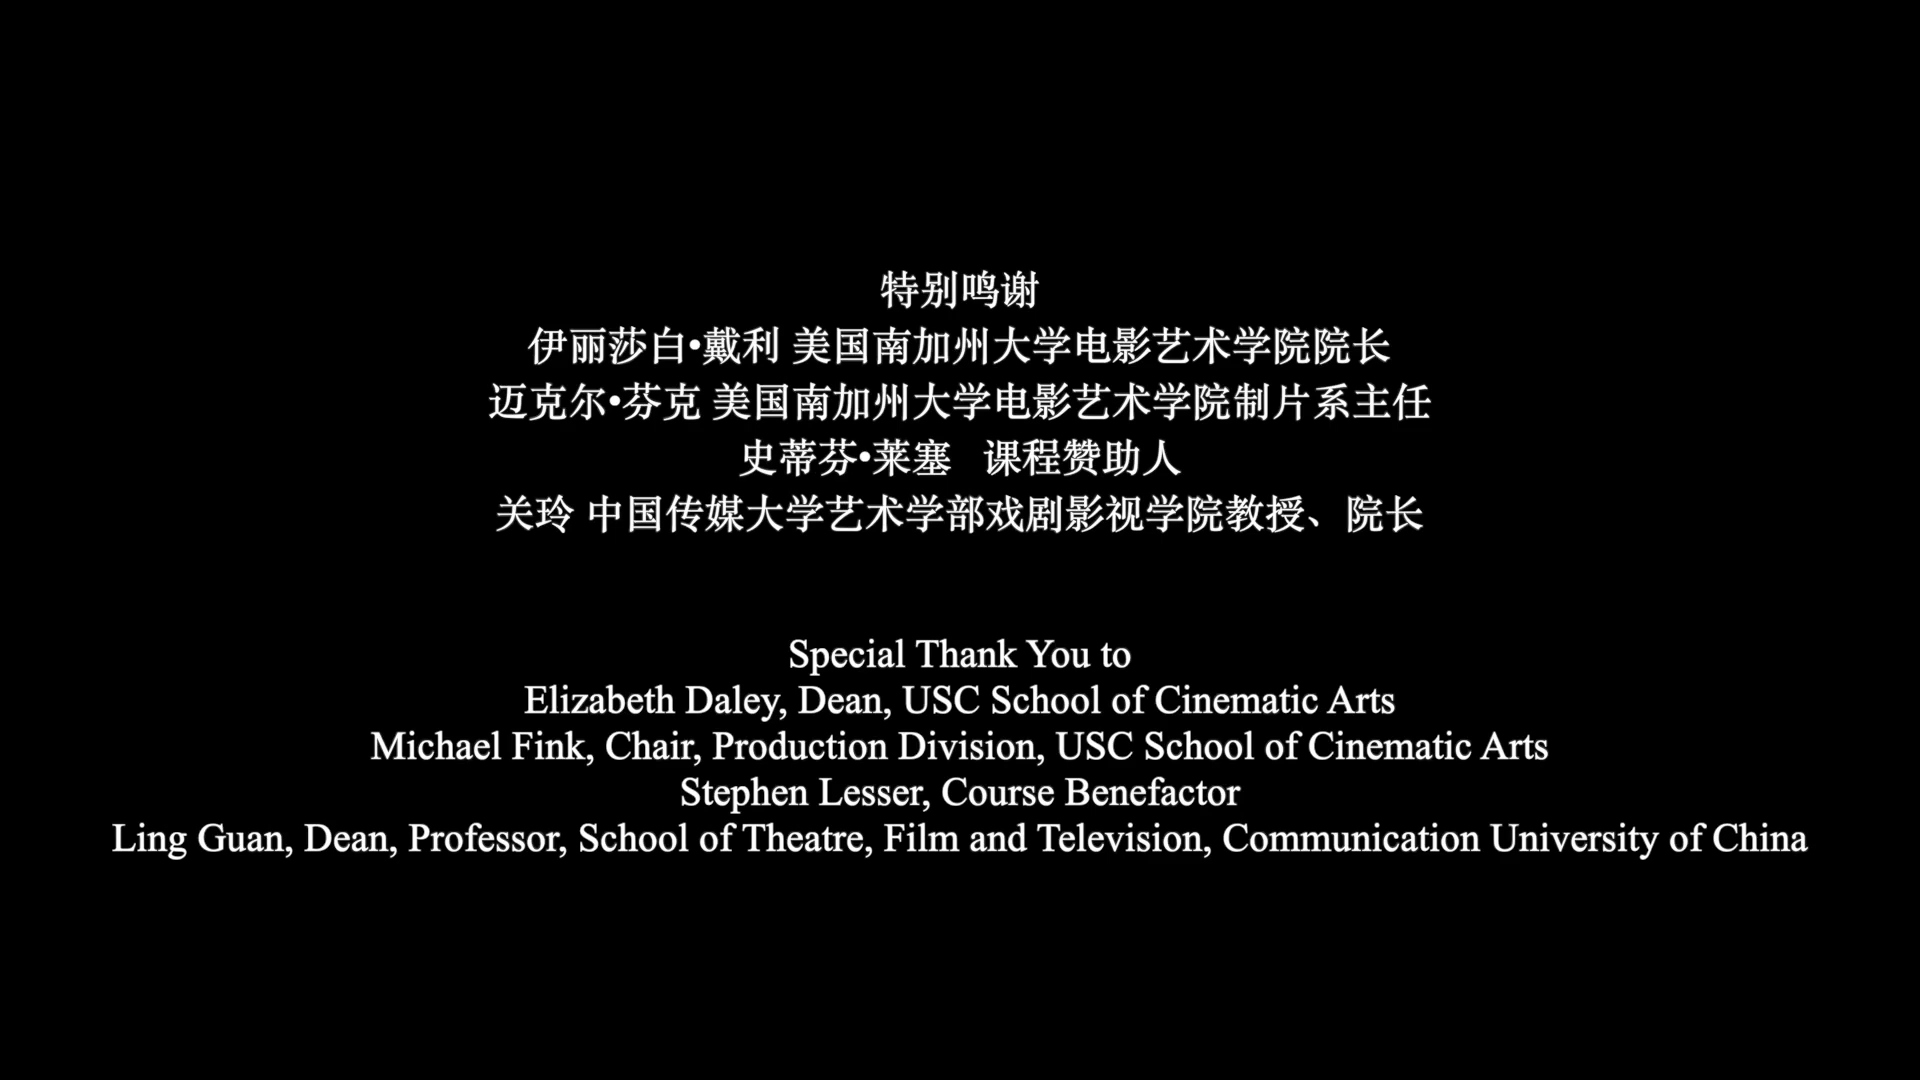 特别鸣谢
伊丽莎白•戴利 美国南加州大学电影艺术学院院长
迈克尔•芬克 美国南加州大学电影艺术学院制片系主任
史蒂芬•莱塞 课程赞助人
关玲 中国传媒大学艺术学部戏剧影视学院教授、院长
Special Thank You to
Elizabeth Daley, Dean, USC School of Cinematic Arts
Michael Fink, Chair, Production Division, USC School of Cinematic Arts
Stephen Lesser, Course Benefactor
Ling Guan, Dean, Professor, School of Theatre, Film and Television, Communication University of China